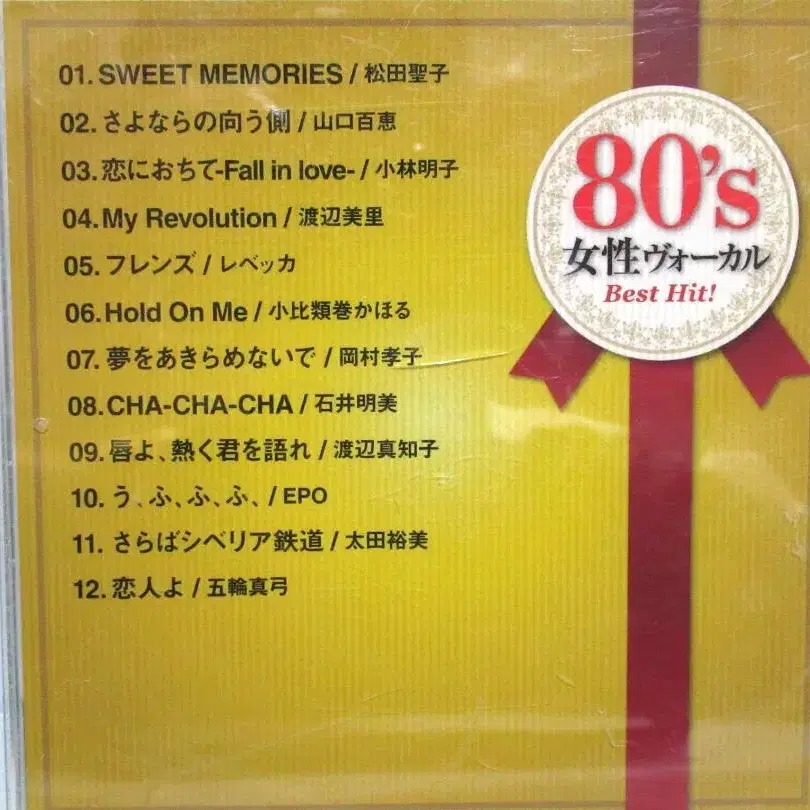 01. SWEET MEMORIES / 松田聖子
02. さよならの向う側 / 山口百恵
03. 恋におちて-Fall in love- / 小林明子
04. My Revolution / 渡辺美里
05. フレンズ / レベッカ
06. Hold On Me / 小比類巻かほる
07. 夢をあきらめないで / 岡村孝子
08. CHA-CHA-CHA / 石井明美
09. 唇よ、熱く君を語れ / 渡辺真知子
10. う、ふ、ふ、ふ、 / EPO
11. さらばシベリア鉄道 / 太田裕美
12. 恋人よ / 五輪真弓
80's
女性ヴォーカル
Best Hit!